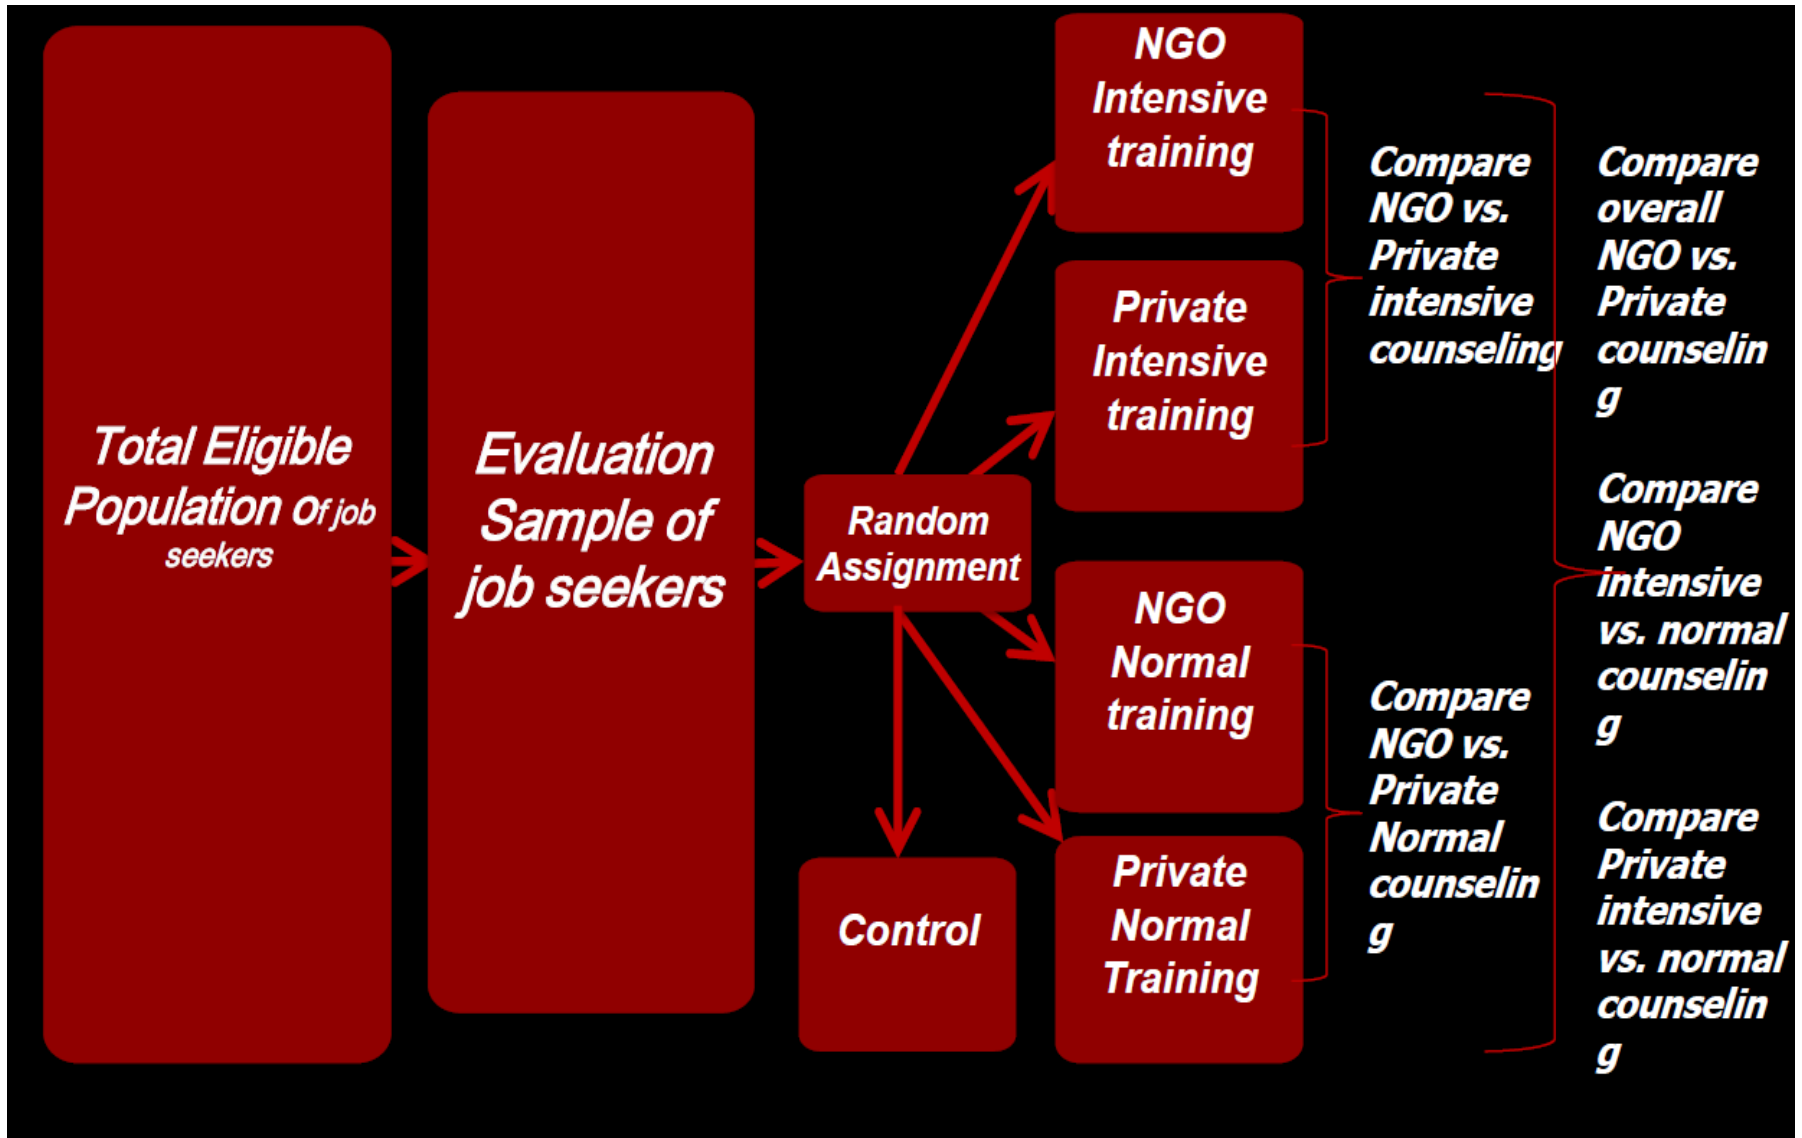 Total Eligible
Population of job
seekers
Evaluation
Sample of
job seekers
Random
Assignment
Control
NGO
Intensive
training
Private
Intensive
training
NGO
Normal
training
Private
Normal
Training
Compare
NGO vs.
Private
intensive
counseling
Compare
NGO vs.
Private
Normal
counselin
g
Compare
overall
NGO vs.
Private
counselin
g
Compare
NGO
intensive
vs. normal
counselin
g
Compare
Private
intensive
vs. normal
counselin
g